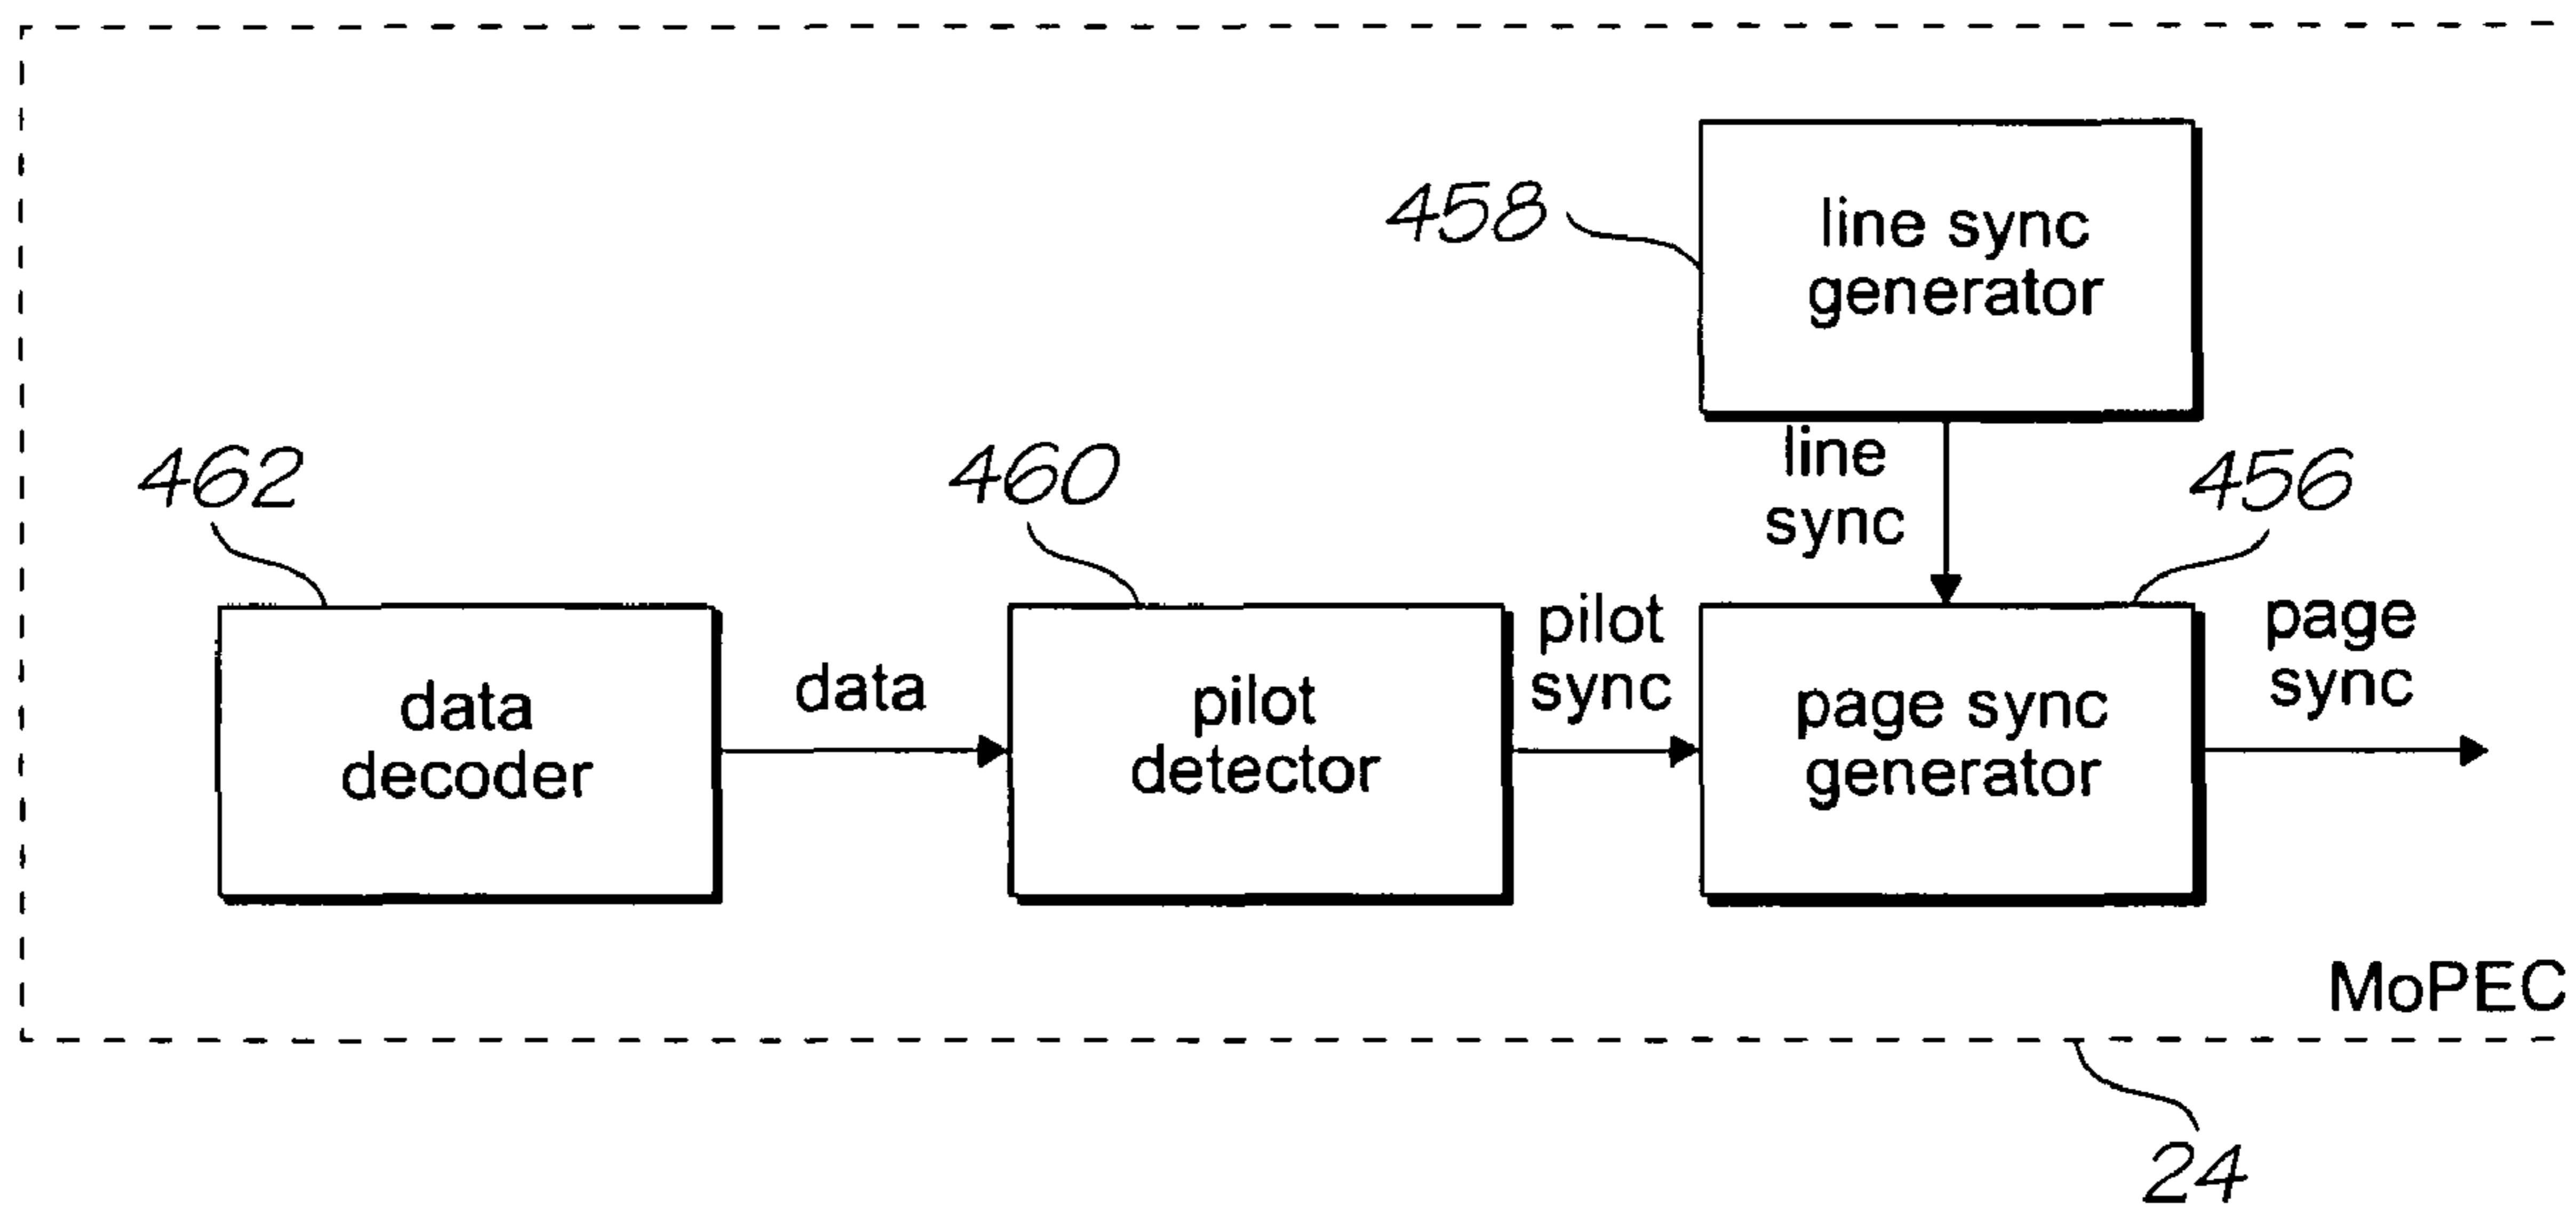 line sync
generator
458
line
sync
462
460
456
data
decoder
data
pilot
detector
pilot
sync
page sync
generator
page
sync
MoPEC
24